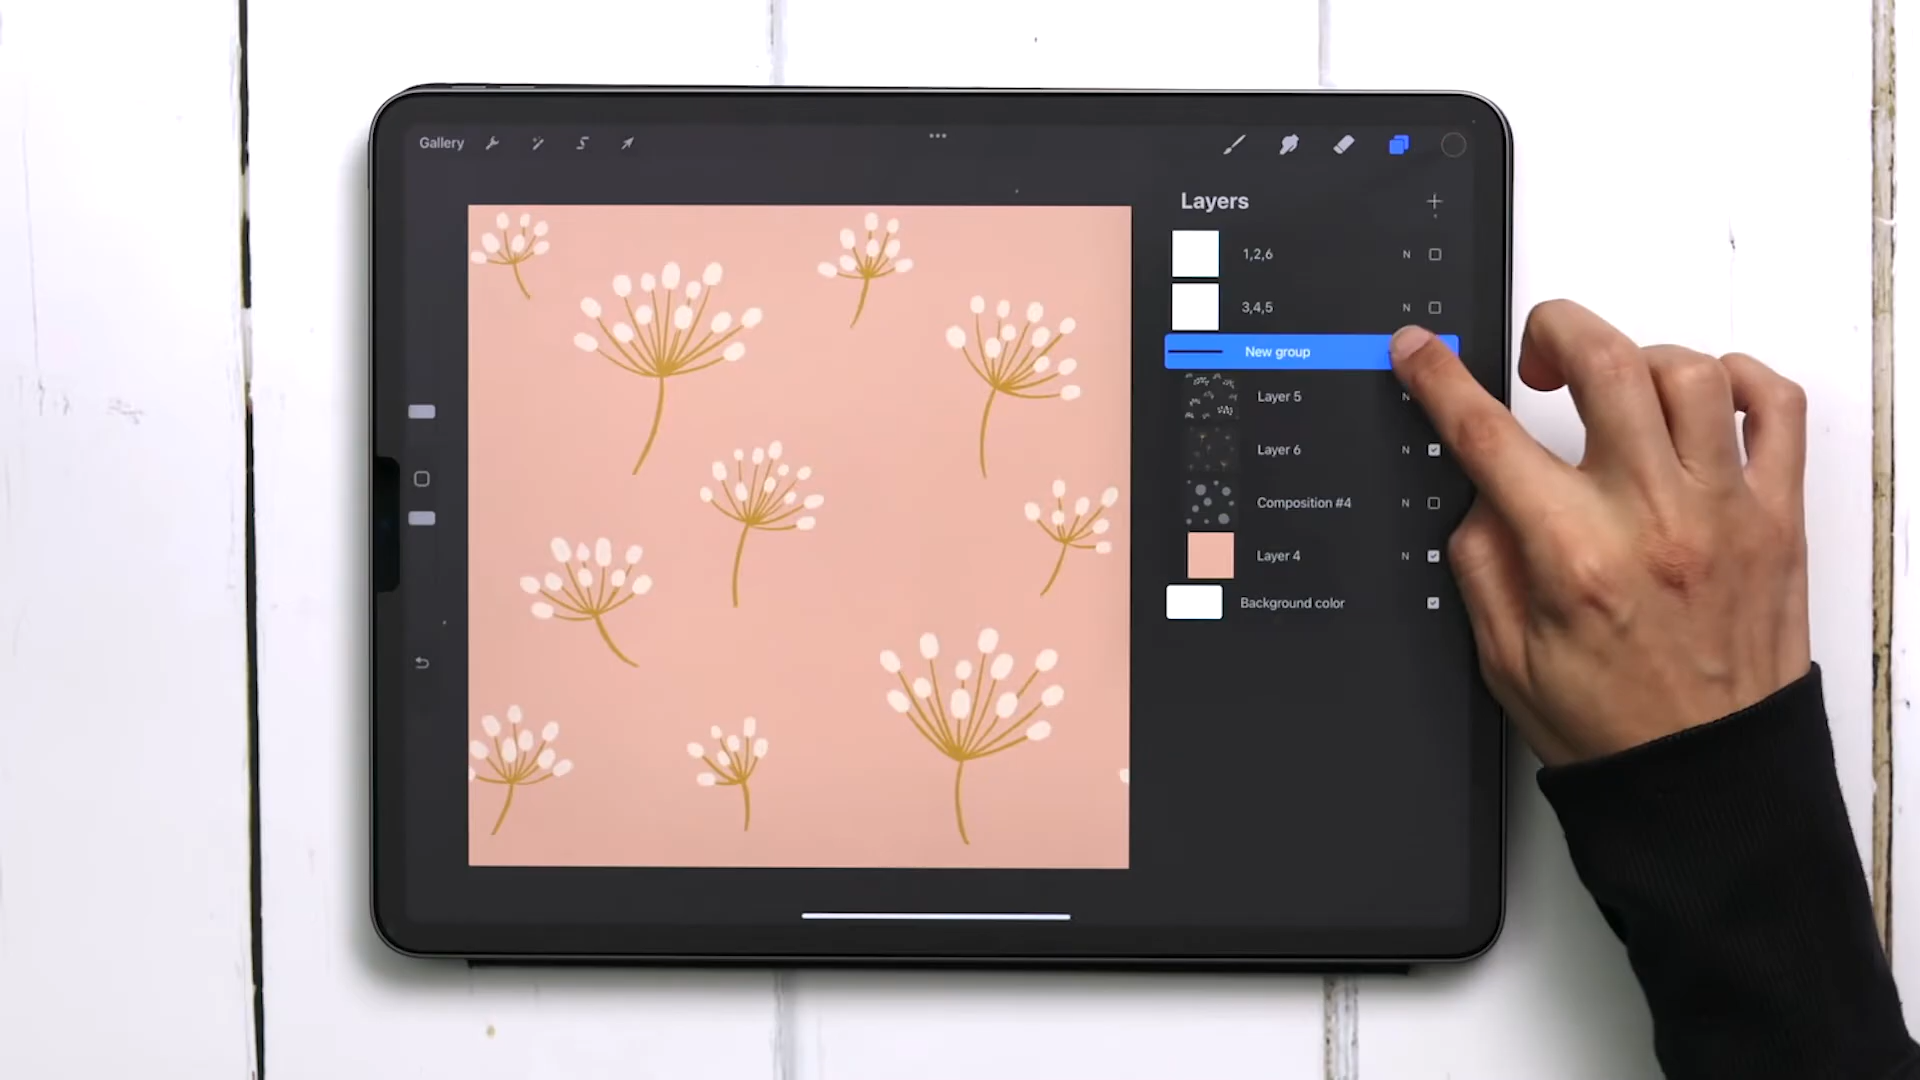 Gallery
Layers
1,2,6 N
3,4,5 N
New group
Layer 5 N
Layer 6 N
Composition #4 N
Layer 4 N
Background color